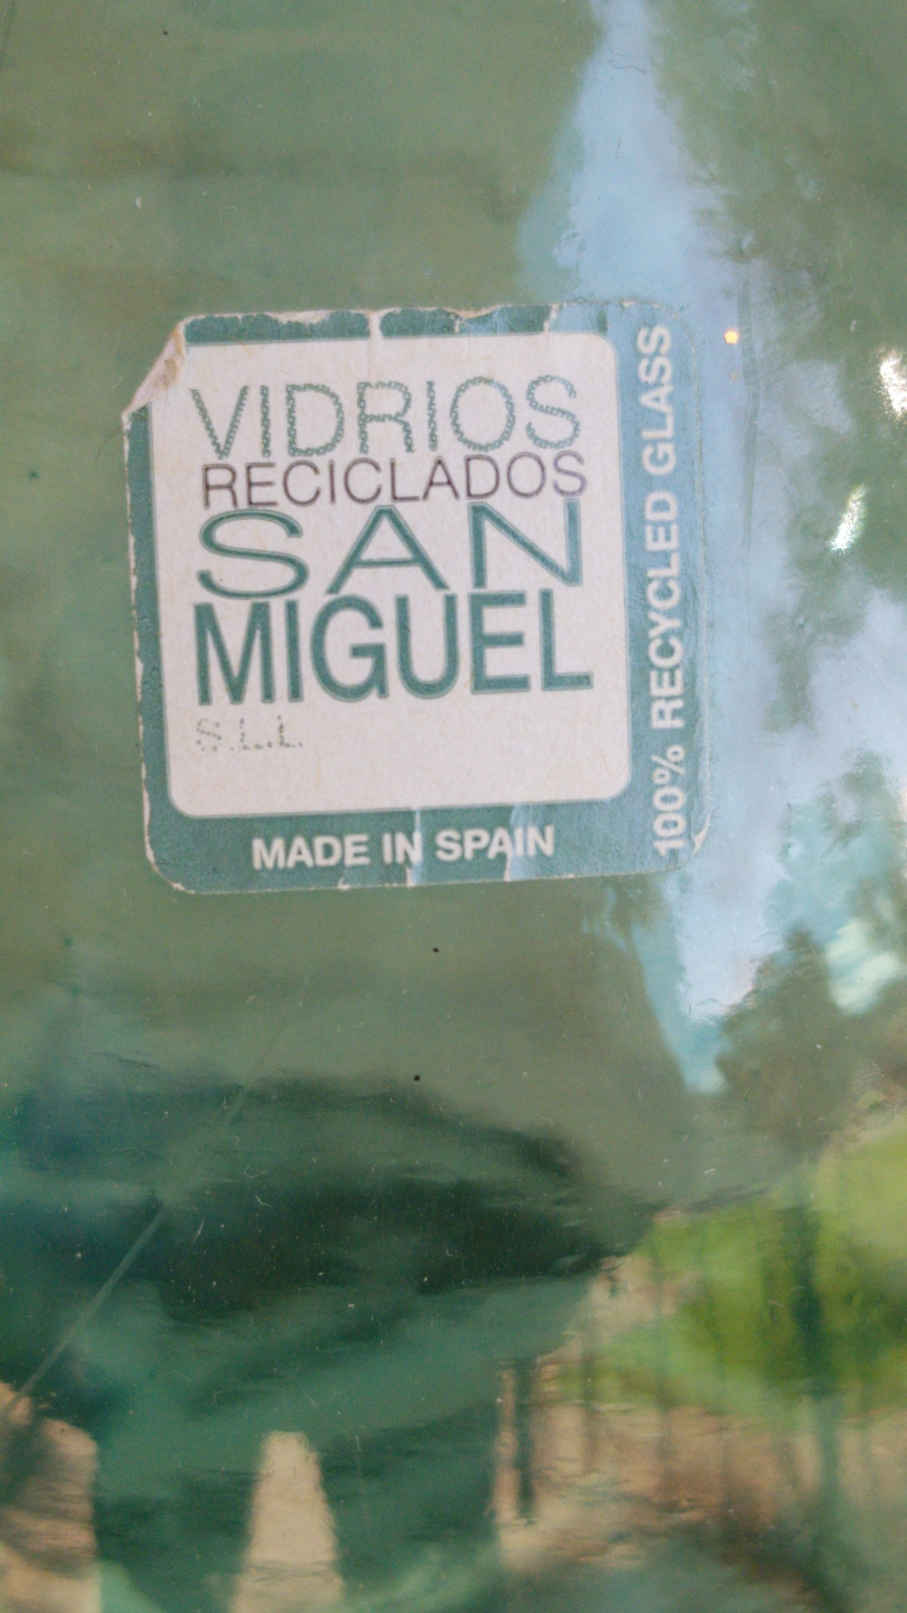 VIDRIOS
RECICLADOS
SAN
MIGUEL
S.L.L.
MADE IN SPAIN
100% RECYCLED GLASS